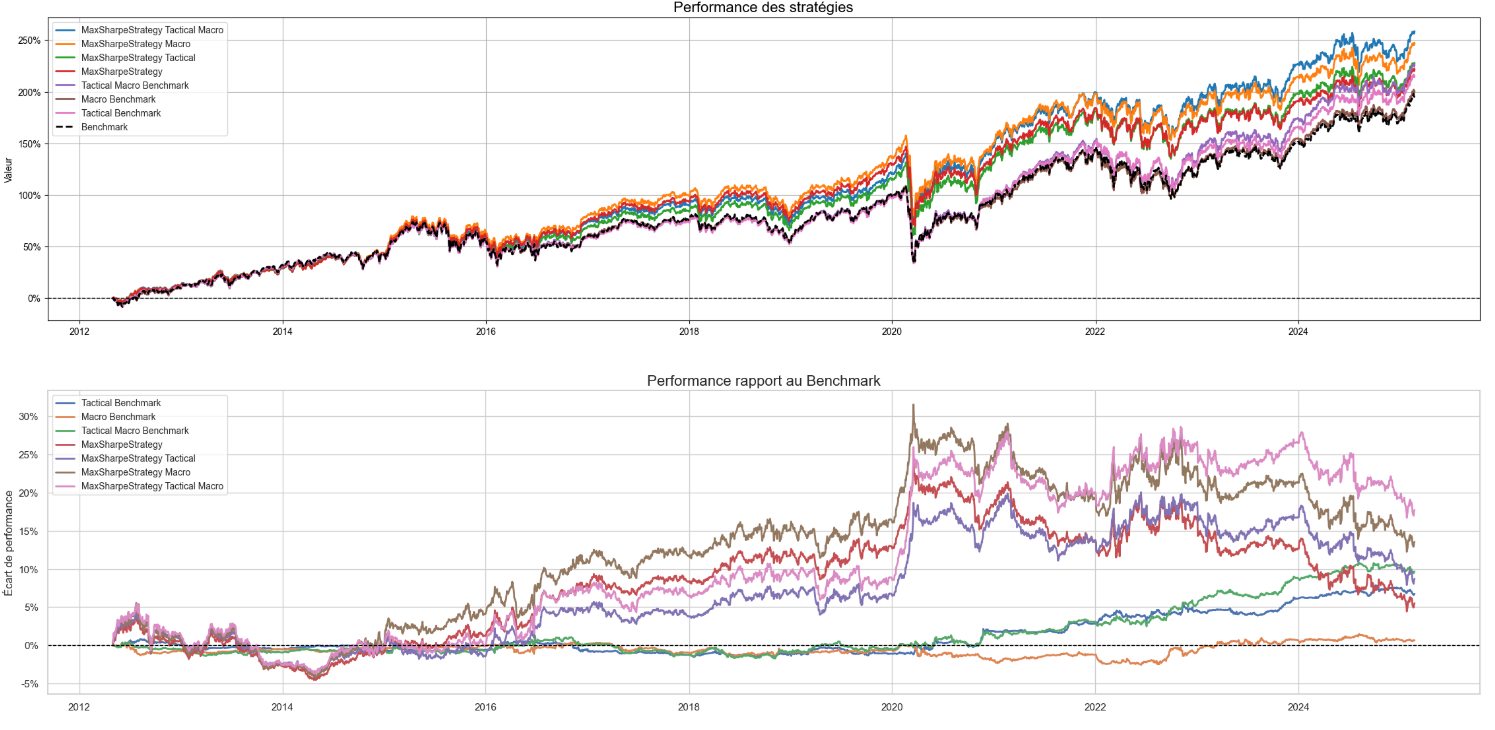 Performance des stratégies
MaxSharpeStrategy Tactical Macro
MaxSharpeStrategy Macro
MaxSharpeStrategy Tactical
MaxSharpeStrategy
Tactical Macro Benchmark
Macro Benchmark
Tactical Benchmark
Benchmark
Valeur
250%
200%
150%
100%
50%
0%
2012 2014 2016 2018 2020 2022 2024
Performance rapport au Benchmark
Tactical Benchmark
Macro Benchmark
Tactical Macro Benchmark
MaxSharpeStrategy
MaxSharpeStrategy Tactical
MaxSharpeStrategy Macro
MaxSharpeStrategy Tactical Macro
Écart de performance
30%
25%
20%
15%
10%
5%
0%
-5%
2012 2014 2016 2018 2020 2022 2024